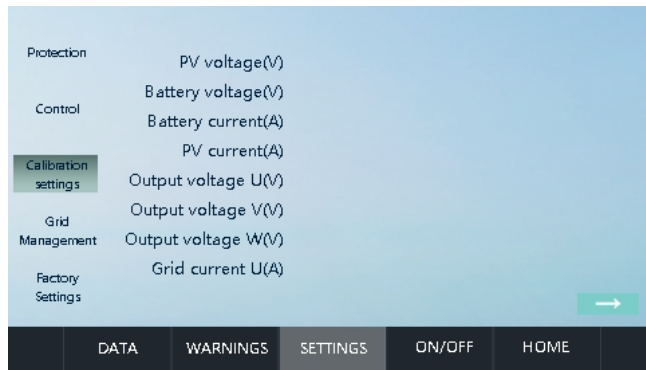 Protection
Control
Calibration
settings
Grid
Management
Factory
Settings
PV voltage(V)
Battery voltage(V)
Battery current(A)
PV current(A)
Output voltage U(V)
Output voltage V(V)
Output voltage W(V)
Grid current U(A)
→
DATA WARNINGS SETTINGS ON/OFF HOME